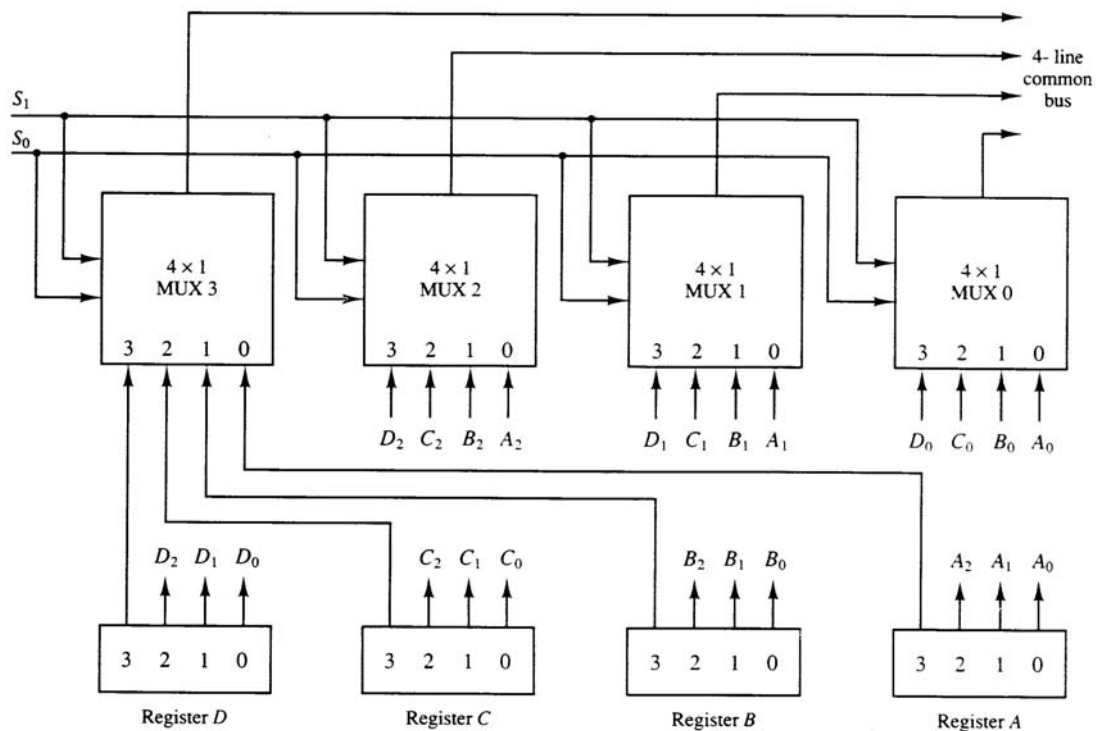 4- line
common
bus
S₁
S₀
4 × 1
MUX 3
3 2 1 0
4 × 1
MUX 2
3 2 1 0
4 × 1
MUX 1
3 2 1 0
4 × 1
MUX 0
3 2 1 0
D₂ C₂ B₂ A₂
D₁ C₁ B₁ A₁
D₀ C₀ B₀ A₀
D₂ D₁ D₀
C₂ C₁ C₀
B₂ B₁ B₀
A₂ A₁ A₀
3 2 1 0
3 2 1 0
3 2 1 0
3 2 1 0
Register D
Register C
Register B
Register A